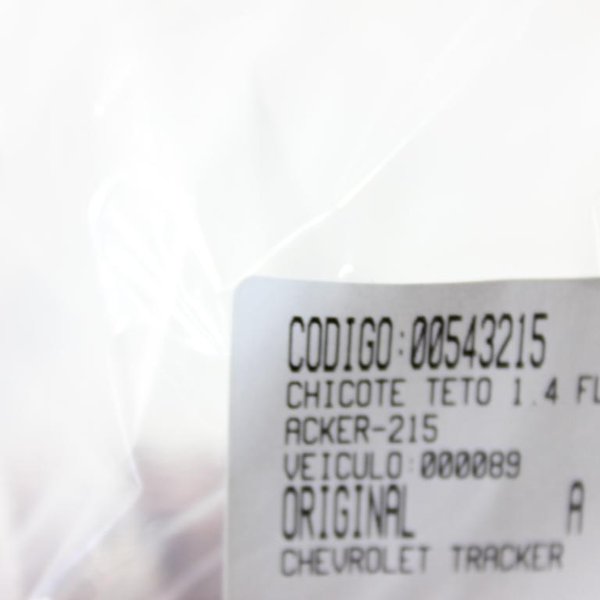 CODIGO:00543215
CHICOTE TETO 1.4 FL
ACKER-215
VEICULO:000089
ORIGINAL A
CHEVROLET TRACKER